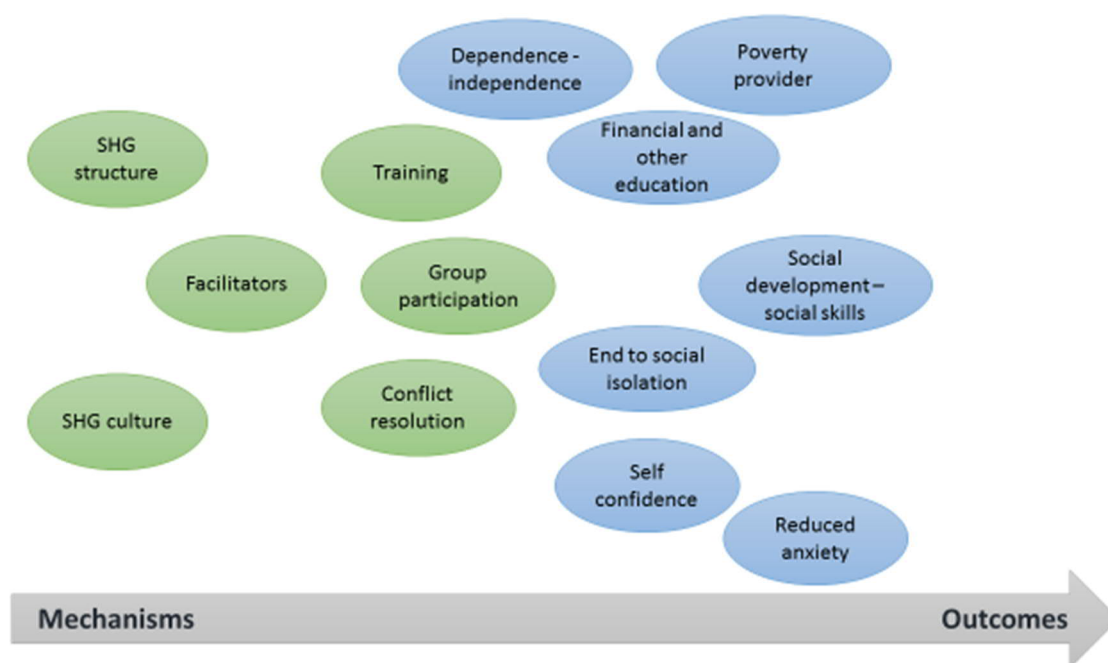 Dependence -
independence
Poverty
provider
SHG
structure
Training
Financial and
other
education
Facilitators
Group
participation
Social
development –
social skills
End to social
isolation
SHG culture
Conflict
resolution
Self
confidence
Reduced
anxiety
Mechanisms
Outcomes